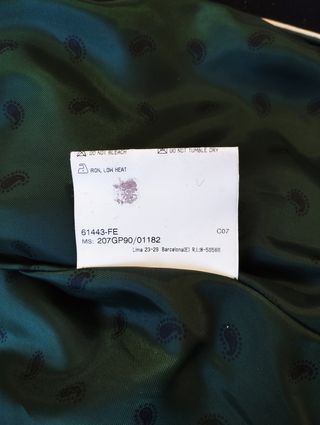 DO NOT BLEACH DO NOT TUMBLE DRY
IRON, LOW HEAT
61443-FE C07
MS: 207GP90/01182
Lima 23-29 Barcelona(E)